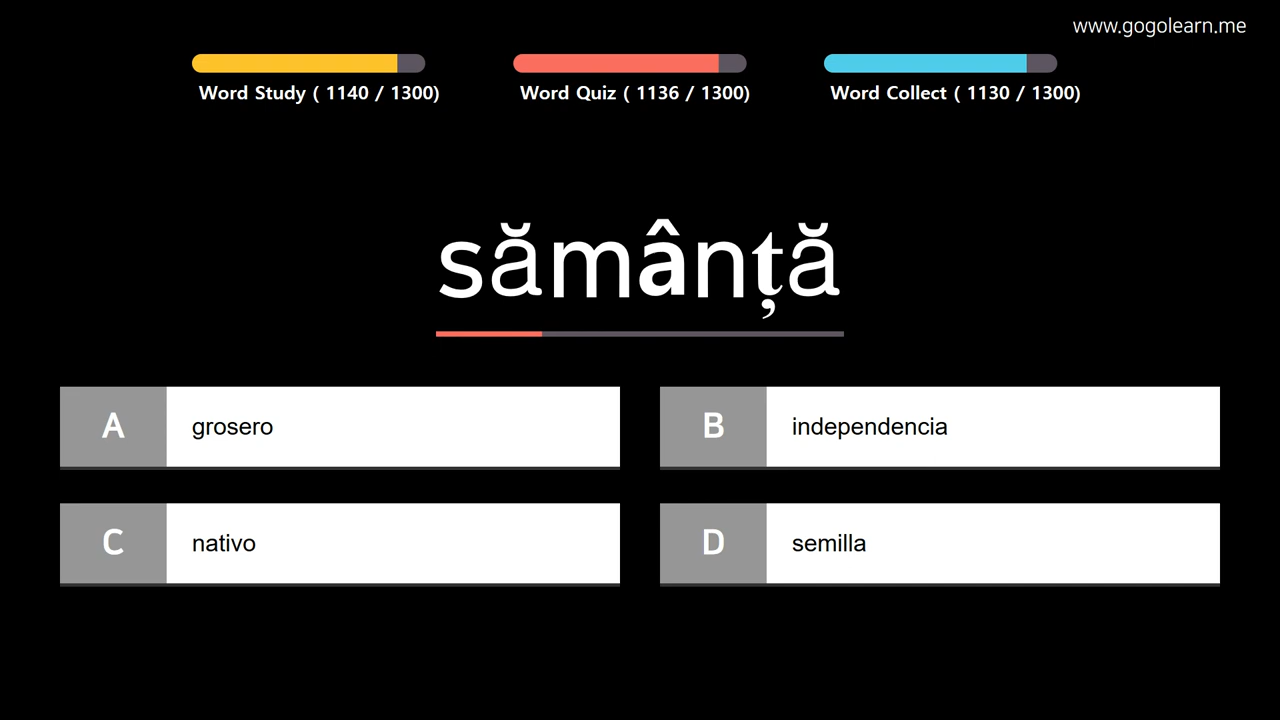 www.gogolearn.me
Word Study ( 1140 / 1300)
Word Quiz ( 1136 / 1300)
Word Collect ( 1130 / 1300)
sămânță
A grosero
B independencia
C nativo
D semilla